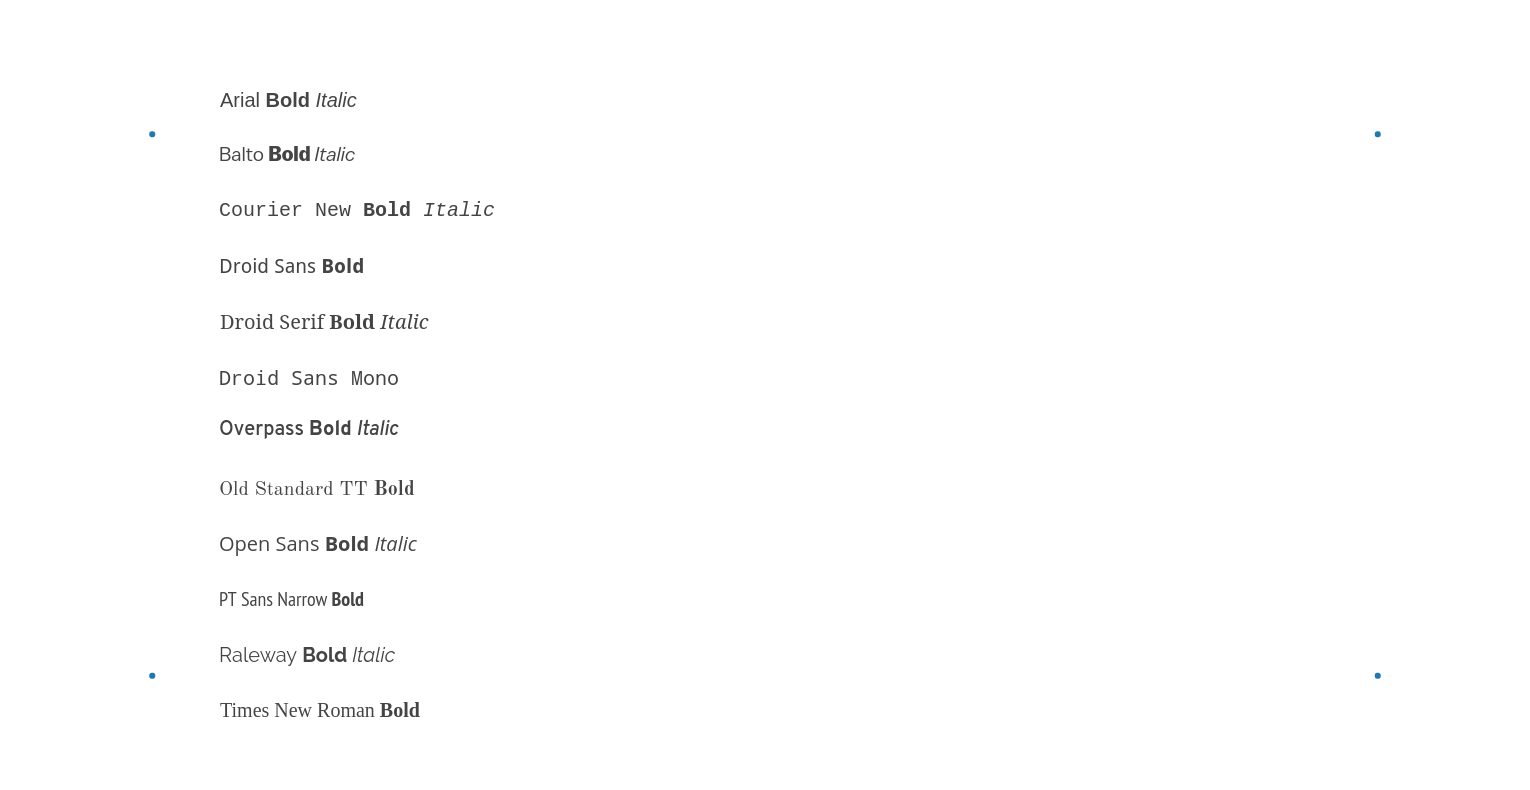 Arial Bold Italic
Balto Bold Italic
Courier New Bold Italic
Droid Sans Bold
Droid Serif Bold Italic
Droid Sans Mono
Overpass Bold Italic
Old Standard TT Bold
Open Sans Bold Italic
PT Sans Narrow Bold
Raleway Bold Italic
Times New Roman Bold